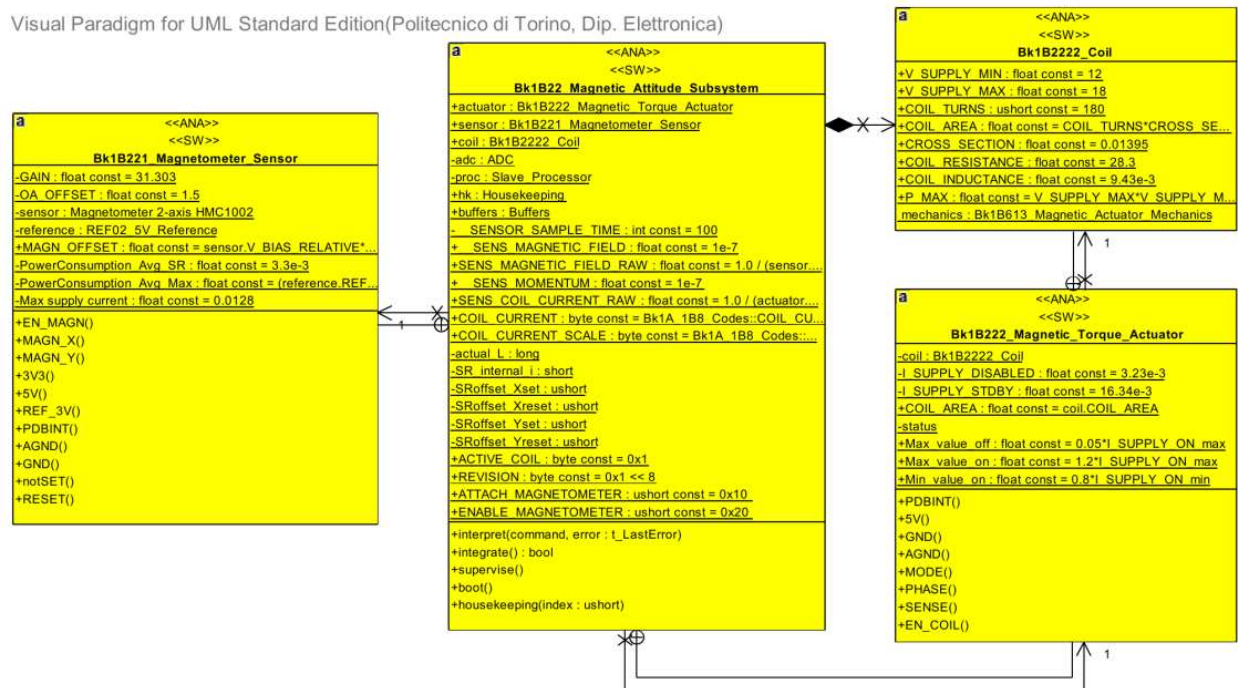 Visual Paradigm for UML Standard Edition(Politecnico di Torino, Dip. Elettronica)
a
<<ANA>>
<<SW>>
Bk1B221_Magnetometer_Sensor
-GAIN : float const = 31.303
-OA_OFFSET : float const = 1.5
-sensor : Magnetometer 2-axis HMC1002
-reference : REF02_5V_Reference
+MAGN_OFFSET : float const = sensor.V_BIAS_RELATIVE*...
-PowerConsumption_Avg_SR : float const = 3.3e-3
-PowerConsumption_Avg_Max : float const = (reference.REF...
-Max supply current : float const = 0.0128
+EN_MAGN()
+MAGN_X()
+MAGN_Y()
+3V3()
+5V()
+REF_3V()
+PDBINT()
+AGND()
+GND()
+notSET()
+RESET()
1
a
<<ANA>>
<<SW>>
Bk1B22_Magnetic_Attitude_Subsystem
+actuator : Bk1B222_Magnetic_Torque_Actuator
+sensor : Bk1B221_Magnetometer_Sensor
+coil : Bk1B2222_Coil
-adc : ADC
-proc : Slave_Processor
+hk : Housekeeping
+buffers : Buffers
-__SENSOR_SAMPLE_TIME : int const = 100
+__SENS_MAGNETIC_FIELD : float const = 1e-7
+SENS_MAGNETIC_FIELD_RAW : float const = 1.0 / (sensor....
+__SENS_MOMENTUM : float const = 1e-7
+SENS_COIL_CURRENT_RAW : float const = 1.0 / (actuator....
+COIL_CURRENT : byte const = Bk1A_1B8_Codes::COIL_CU...
+COIL_CURRENT_SCALE : byte const = Bk1A_1B8_Codes::...
-actual_L : long
-SR_internal_i : short
-SRoffset_Xset : ushort
-SRoffset_Xreset : ushort
-SRoffset_Yset : ushort
-SRoffset_Yreset : ushort
+ACTIVE_COIL : byte const = 0x1
+REVISION : byte const = 0x1 << 8
+ATTACH_MAGNETOMETER : ushort const = 0x10
+ENABLE_MAGNETOMETER : ushort const = 0x20
+interpret(command, error : t_LastError)
+integrate() : bool
+supervise()
+boot()
+housekeeping(index : ushort)
a
<<ANA>>
<<SW>>
Bk1B2222_Coil
+V_SUPPLY_MIN : float const = 12
+V_SUPPLY_MAX : float const = 18
+COIL_TURNS : ushort const = 180
+COIL_AREA : float const = COIL_TURNS*CROSS_SE...
+CROSS_SECTION : float const = 0.01395
+COIL_RESISTANCE : float const = 28.3
+COIL_INDUCTANCE : float const = 9.43e-3
+P_MAX : float const = V_SUPPLY_MAX*V_SUPPLY_M...
mechanics : Bk1B613_Magnetic_Actuator_Mechanics
1
a
<<ANA>>
<<SW>>
Bk1B222_Magnetic_Torque_Actuator
-coil : Bk1B2222_Coil
-I_SUPPLY_DISABLED : float const = 3.23e-3
-I_SUPPLY_STDBY : float const = 16.34e-3
+COIL_AREA : float const = coil.COIL_AREA
-status
+Max_value_off : float const = 0.05*I_SUPPLY_ON_max
+Max_value_on : float const = 1.2*I_SUPPLY_ON_max
+Min_value_on : float const = 0.8*I_SUPPLY_ON_min
+PDBINT()
+5V()
+GND()
+AGND()
+MODE()
+PHASE()
+SENSE()
+EN_COIL()
1